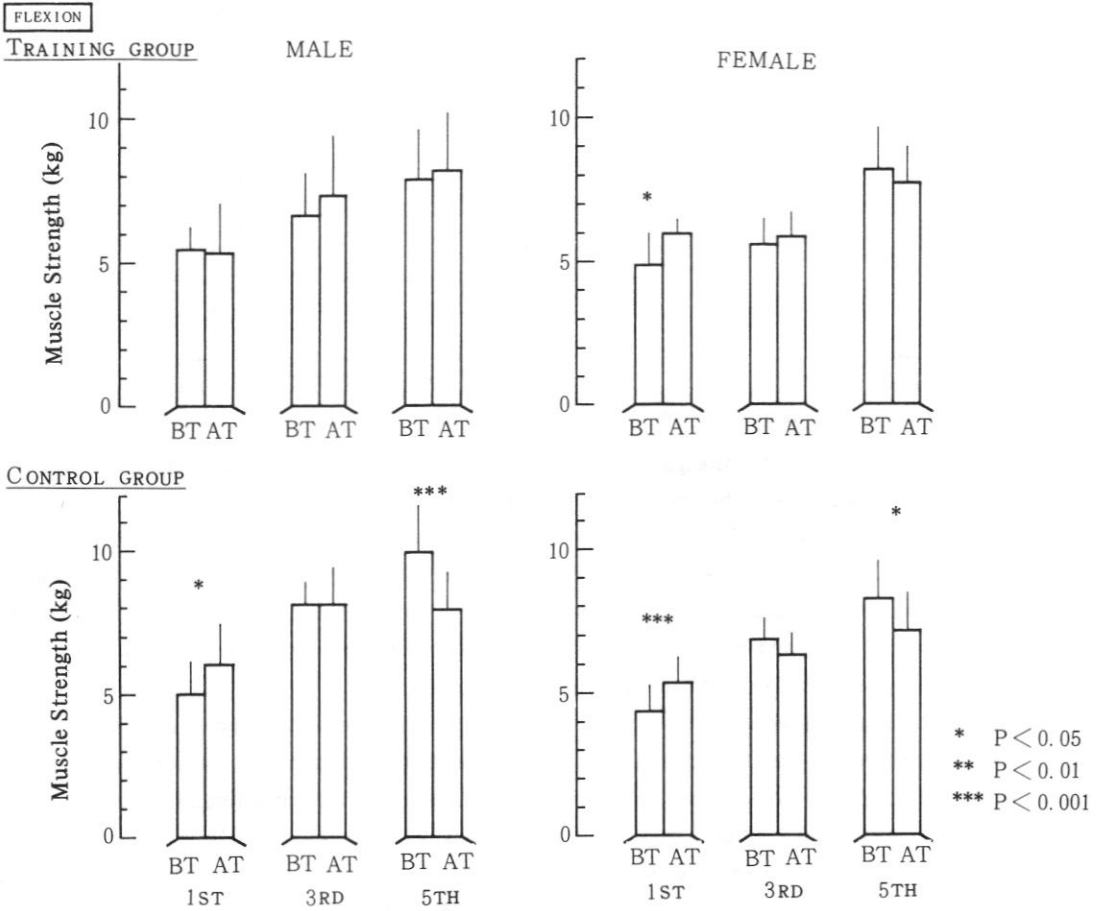 FLEXION
TRAINING GROUP
MALE
FEMALE
Muscle Strength (kg)
10
5
0
*
BT AT
BT AT
BT AT
10
5
0
BT AT
BT AT
BT AT
CONTROL GROUP
Muscle Strength (kg)
10
5
0
*
***
BT AT
BT AT
BT AT
1ST
3RD
5TH
10
5
0
***
*
BT AT
BT AT
BT AT
1ST
3RD
5TH
* P<0.05
** P<0.01
*** P<0.001